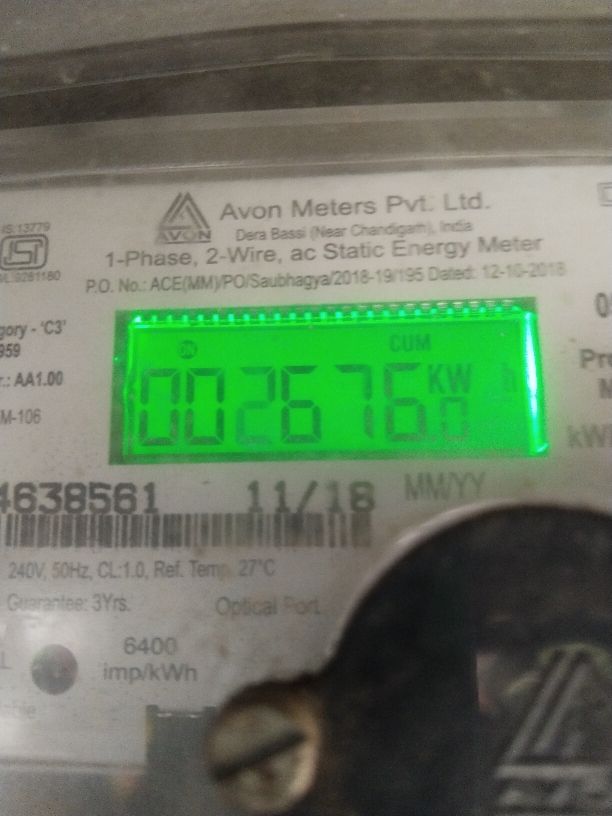 Avon Meters Pvt. Ltd.
AVON
Dera Bassi (Near Chandigarh), India
1-Phase, 2-Wire, ac Static Energy Meter
P.O. No.: ACE(MM)/PO/Saubhagya/2018-19/195 Dated: 12-10-2018
IS:13779
ISI
gory - 'C3'
959
r.: AA1.00
M-106
ON
CUM
002676.0 KW h
4638561 11/18 MM/YY
240V, 50Hz, CL:1.0, Ref. Temp. 27°C
Guarantee: 3Yrs. Optical Port
6400
imp/kWh